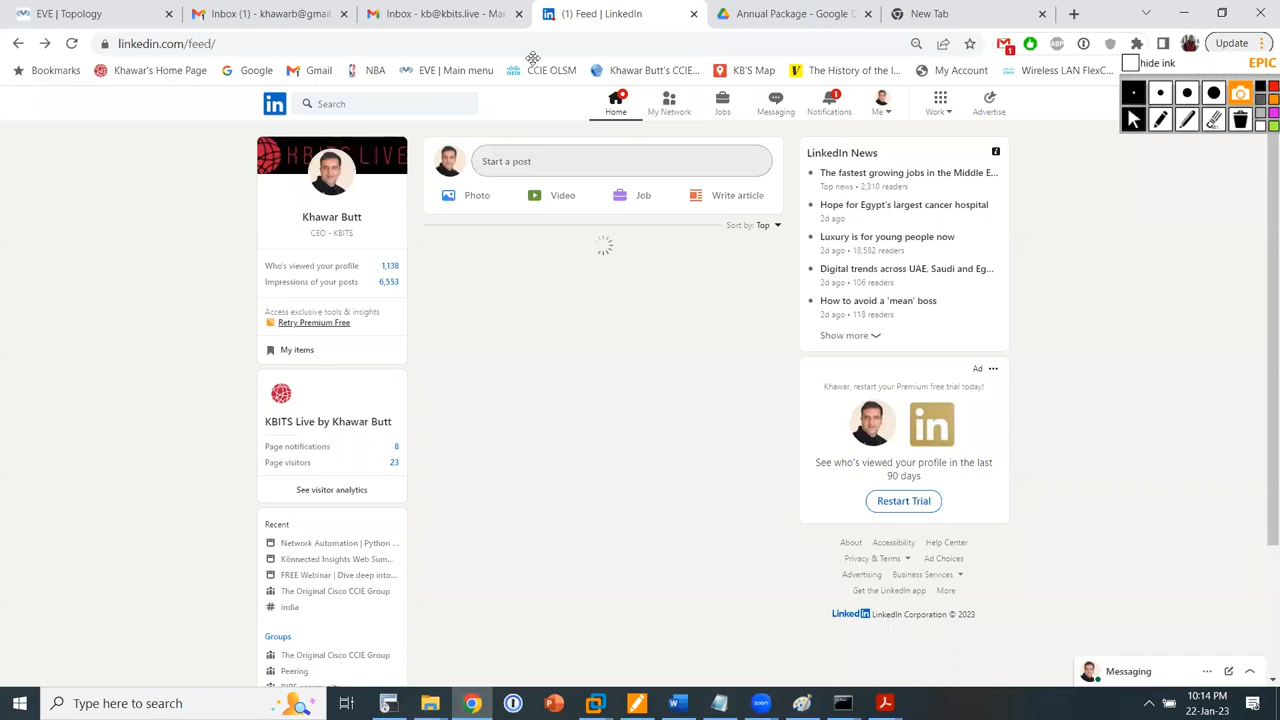 EVE | Topology
Inbox (1) - khawar@khawarb
Inbox - kb@kbits.live - kbits.live
(1) Feed | LinkedIn
Annual Package - Google Drive
New Tab
linkedin.com/feed/
1
Update
Bookmarks
Khawar's Home Page
Google
Gmail
NBA
Main Menu
CCIE
Khawar Butt's CCIE...
KB'S Map
The History of the I...
My Account
Wireless LAN FlexC...
hide ink
EPIC
in
Search
Home
My Network
Jobs
Messaging
1
Notifications
Me
Work
Advertise
KBITS LIVE
Khawar Butt
CEO - KBITS
Who's viewed your profile 1,138
Impressions of your posts 6,553
Access exclusive tools & insights
Retry Premium Free
My items
KBITS Live by Khawar Butt
Page notifications 8
Page visitors 23
See visitor analytics
Recent
Network Automation | Python ...
Könnected Insights Web Sum...
FREE Webinar | Dive deep into...
The Original Cisco CCIE Group
india
Groups
The Original Cisco CCIE Group
Peering
Start a post
Photo
Video
Job
Write article
Sort by: Top
LinkedIn News
The fastest growing jobs in the Middle E...
Top news • 2,310 readers
Hope for Egypt's largest cancer hospital
2d ago
Luxury is for young people now
2d ago • 18,582 readers
Digital trends across UAE, Saudi and Eg...
2d ago • 106 readers
How to avoid a 'mean' boss
2d ago • 118 readers
Show more
Ad •••
Khawar, restart your Premium free trial today!
in
See who's viewed your profile in the last
90 days
Restart Trial
About Accessibility Help Center
Privacy & Terms Ad Choices
Advertising Business Services
Get the LinkedIn app More
LinkedIn LinkedIn Corporation © 2023
Messaging
Type here to search
10:14 PM
22-Jan-23